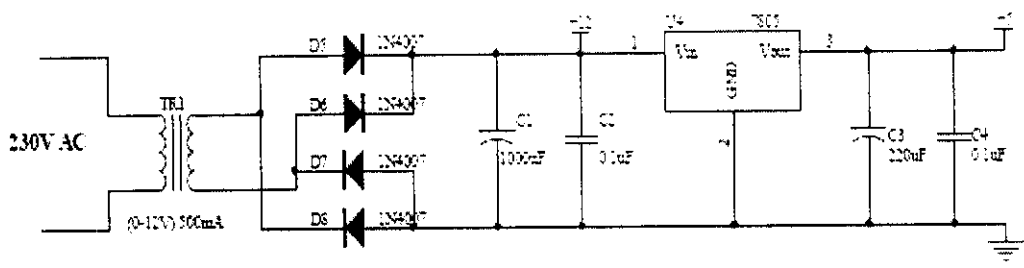 +12
+5
U4
7805
D5
1N4007
1
Vin
Vout
3
GND
D6
1N4007
TR1
230V AC
C1
1000uF
C2
0.1uF
2
C3
220uF
C4
0.1uF
D7
1N4007
(0-12V) 500mA
D8
1N4007